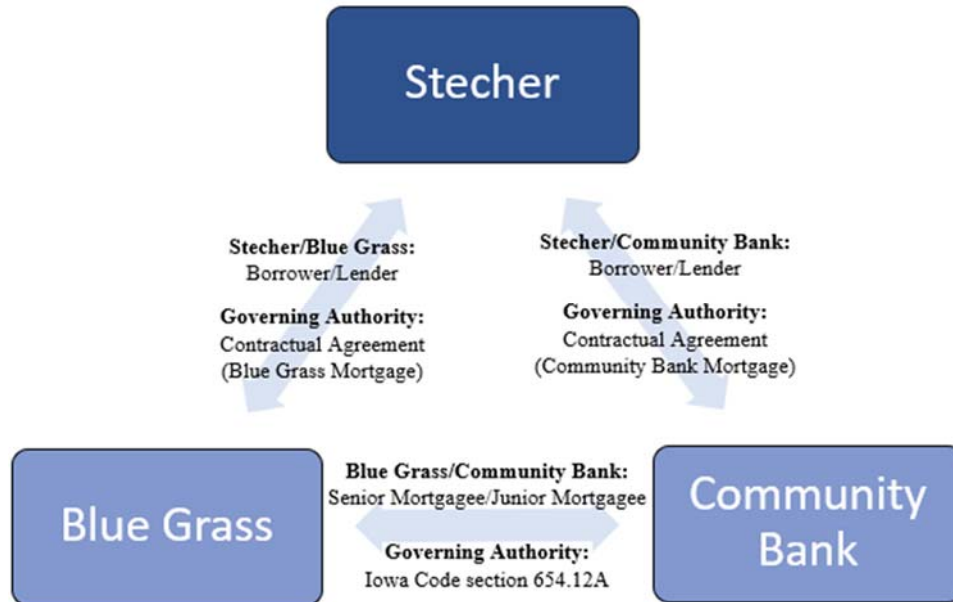 Stecher
Stecher/Blue Grass:
Borrower/Lender
Governing Authority:
Contractual Agreement
(Blue Grass Mortgage)
Stecher/Community Bank:
Borrower/Lender
Governing Authority:
Contractual Agreement
(Community Bank Mortgage)
Blue Grass
Blue Grass/Community Bank:
Senior Mortgagee/Junior Mortgagee
Governing Authority:
Iowa Code section 654.12A
Community
Bank